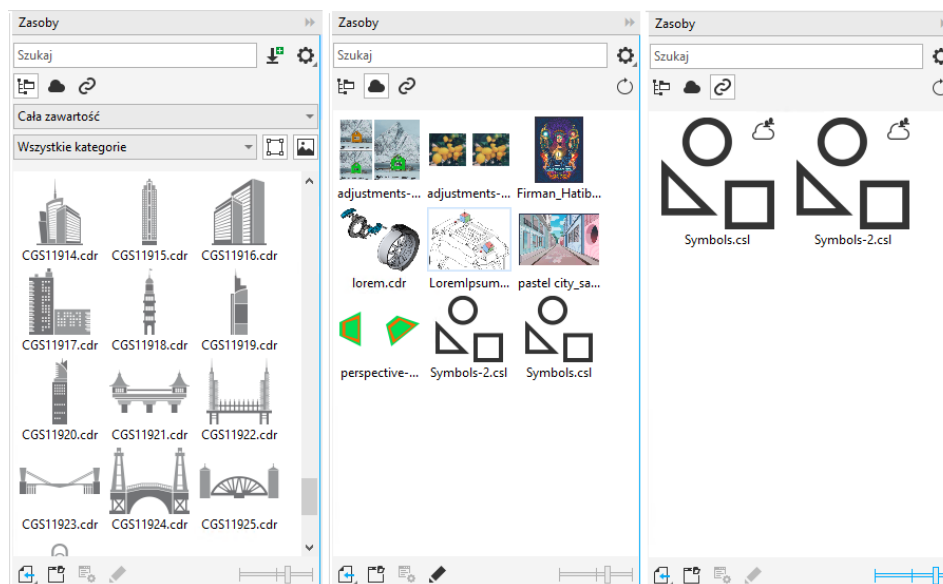 Zasoby
Szukaj
Cała zawartość
Wszystkie kategorie
CGS11914.cdr CGS11915.cdr CGS11916.cdr
CGS11917.cdr CGS11918.cdr CGS11919.cdr
CGS11920.cdr CGS11921.cdr CGS11922.cdr
CGS11923.cdr CGS11924.cdr CGS11925.cdr
Zasoby
Szukaj
adjustments-... adjustments-... Firman_Hatib...
lorem.cdr LoremIpsum... pastel city_sa...
perspective-... Symbols-2.csl Symbols.csl
Zasoby
Szukaj
Symbols.csl Symbols-2.csl